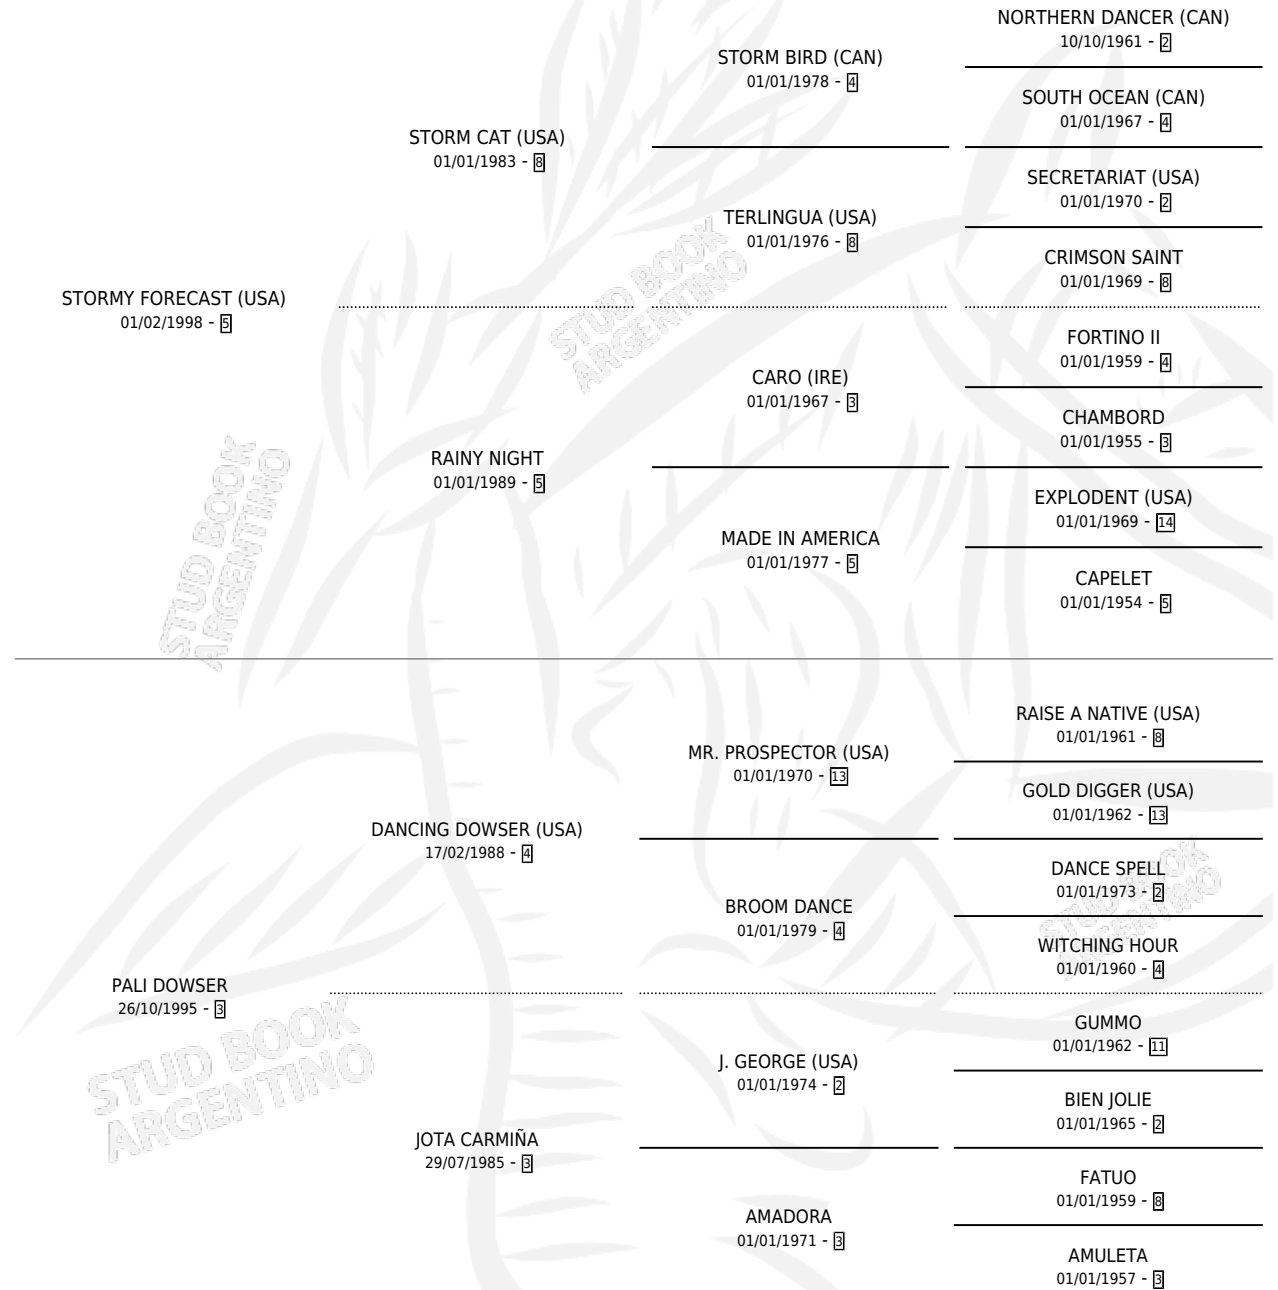 NORTHERN DANCER (CAN)
10/10/1961 - 2
STORM BIRD (CAN)
01/01/1978 - 4
SOUTH OCEAN (CAN)
01/01/1967 - 4
STORM CAT (USA)
01/01/1983 - 8
SECRETARIAT (USA)
01/01/1970 - 2
TERLINGUA (USA)
01/01/1976 - 8
CRIMSON SAINT
01/01/1969 - 8
STORMY FORECAST (USA)
01/02/1998 - 5
FORTINO II
01/01/1959 - 4
CARO (IRE)
01/01/1967 - 3
CHAMBORD
01/01/1955 - 3
RAINY NIGHT
01/01/1989 - 5
EXPLODENT (USA)
01/01/1969 - 14
MADE IN AMERICA
01/01/1977 - 5
CAPELET
01/01/1954 - 5
RAISE A NATIVE (USA)
01/01/1961 - 8
MR. PROSPECTOR (USA)
01/01/1970 - 13
GOLD DIGGER (USA)
01/01/1962 - 13
DANCING DOWSER (USA)
17/02/1988 - 4
DANCE SPELL
01/01/1973 - 2
BROOM DANCE
01/01/1979 - 4
WITCHING HOUR
01/01/1960 - 4
PALI DOWSER
26/10/1995 - 3
GUMMO
01/01/1962 - 11
J. GEORGE (USA)
01/01/1974 - 2
BIEN JOLIE
01/01/1965 - 2
JOTA CARMIÑA
29/07/1985 - 3
FATUO
01/01/1959 - 8
AMADORA
01/01/1971 - 3
AMULETA
01/01/1957 - 3
STUD BOOK
ARGENTINO
STUD BOOK
ARGENTINO
STUD BOOK
ARGENTINO
STUD BOOK
ARGENTINO